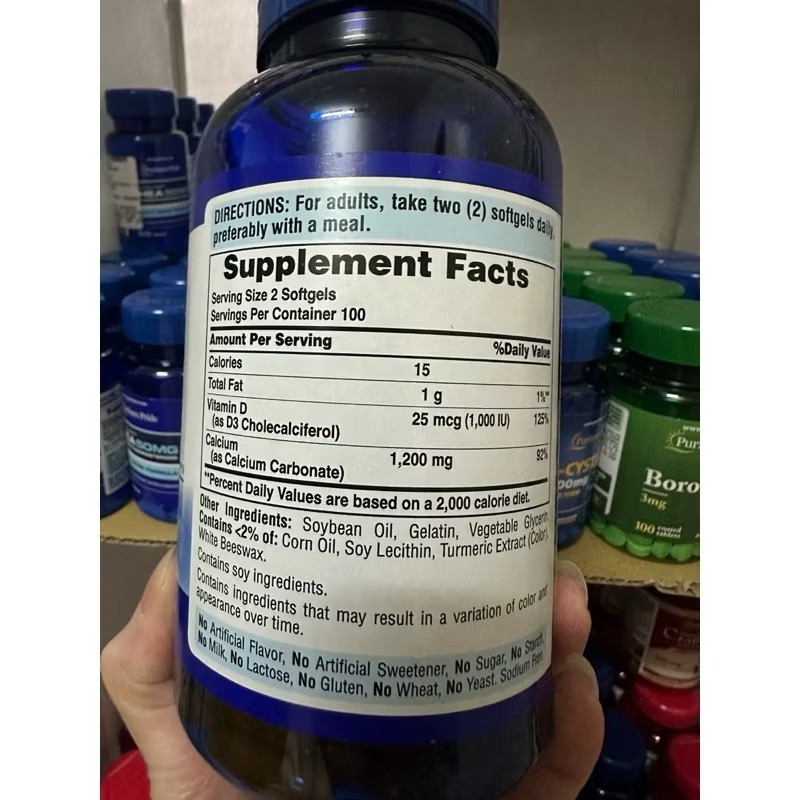 DIRECTIONS: For adults, take two (2) softgels daily,
preferably with a meal.
Supplement Facts
Serving Size 2 Softgels
Servings Per Container 100
Amount Per Serving %Daily Value
Calories 15
Total Fat 1 g 1%**
Vitamin D
(as D3 Cholecalciferol) 25 mcg (1,000 IU) 125%
Calcium
(as Calcium Carbonate) 1,200 mg 92%
**Percent Daily Values are based on a 2,000 calorie diet.
Other Ingredients: Soybean Oil, Gelatin, Vegetable Glycerin.
Contains <2% of: Corn Oil, Soy Lecithin, Turmeric Extract (Color),
White Beeswax.
Contains soy ingredients.
Contains ingredients that may result in a variation of color and
appearance over time.
No Artificial Flavor, No Artificial Sweetener, No Sugar, No Starch,
No Milk, No Lactose, No Gluten, No Wheat, No Yeast. Sodium Free.
Boro
3mg
100 coated
tablets